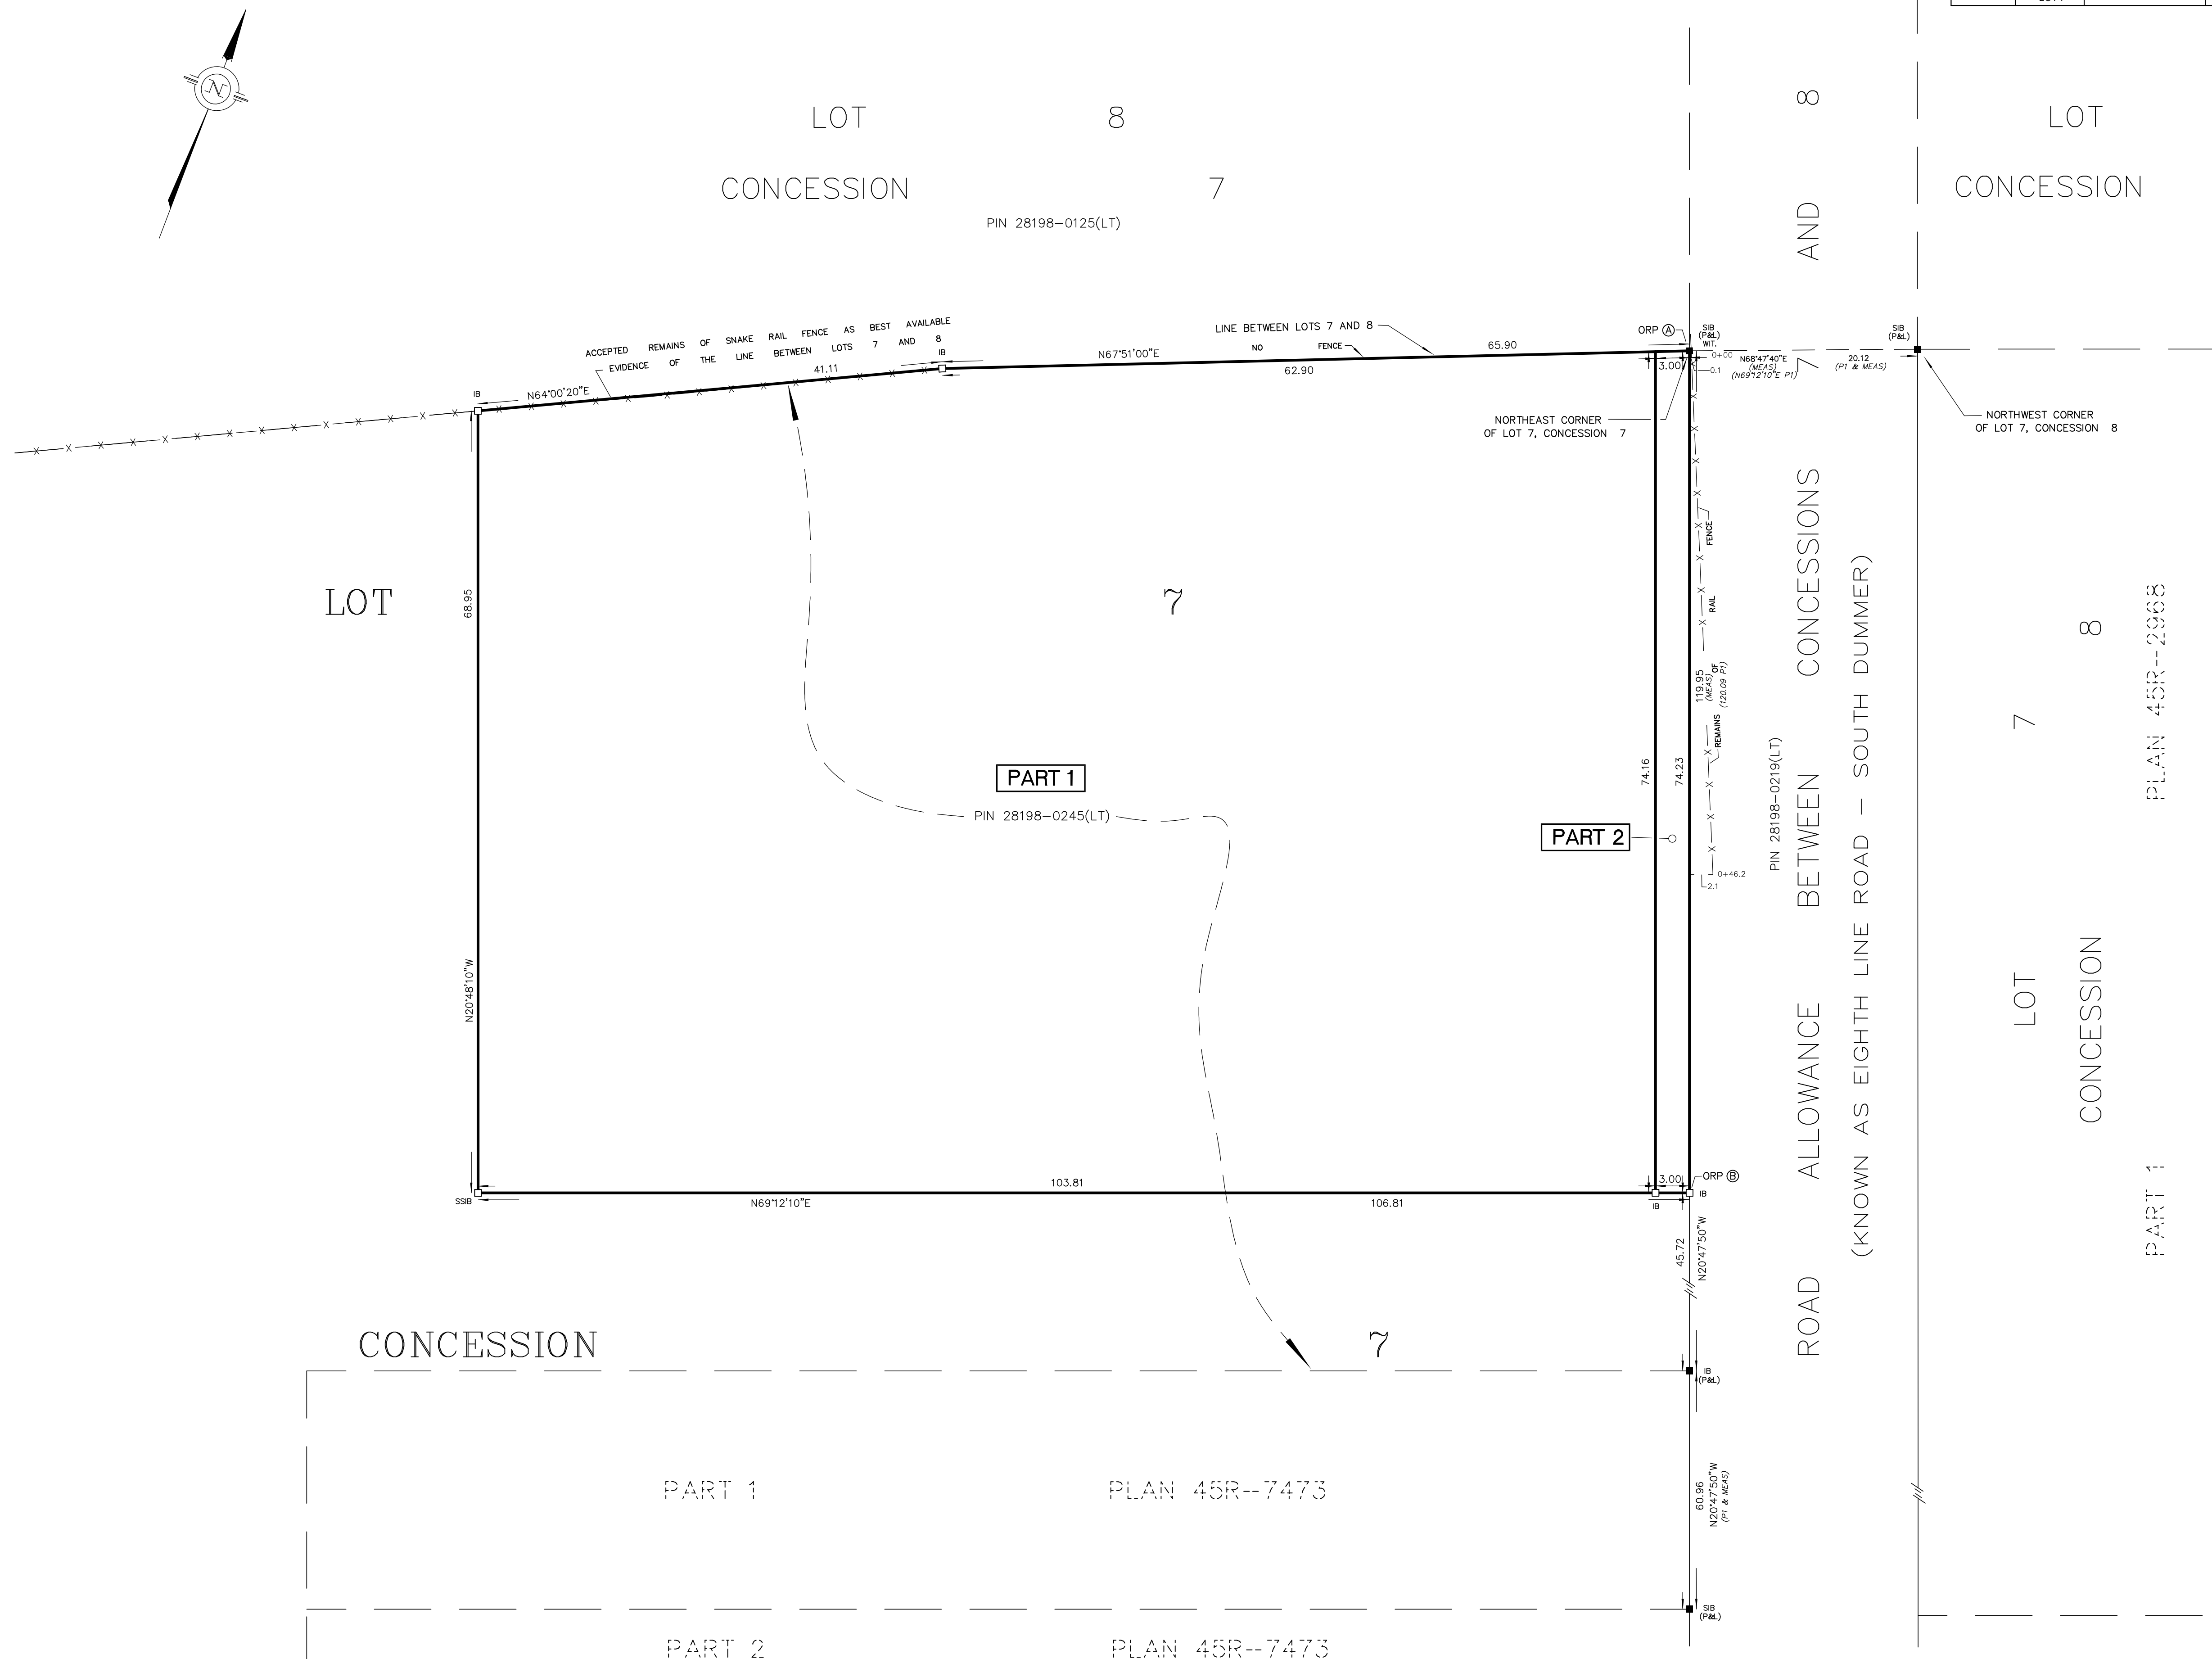 N
LOT 8
CONCESSION 7
PIN 28198-0125(LT)
LOT
CONCESSION
ACCEPTED REMAINS OF SNAKE RAIL FENCE AS BEST AVAILABLE
EVIDENCE OF THE LINE BETWEEN LOTS 7 AND 8
IB
N64°00'20"E
41.11
IB
N67°51'00"E
LINE BETWEEN LOTS 7 AND 8
NO FENCE
65.90
62.90
ORP A
SIB
(P&L)
WIT.
0+00
0.1
3.00
N68°47'40"E
(MEAS)
(N69°12'10"E P1)
20.12
(P1 & MEAS)
SIB
(P&L)
NORTHEAST CORNER
OF LOT 7, CONCESSION 7
NORTHWEST CORNER
OF LOT 7, CONCESSION 8
LOT 7
68.95
N20°48'10"W
PART 1
PIN 28198-0245(LT)
74.16
74.23
PART 2
REMAINS OF RAIL FENCE
119.95
(MEAS)
(120.09 P1)
0+46.2
2.1
PIN 28198-0219(LT)
ROAD ALLOWANCE BETWEEN CONCESSIONS 7 AND 8
(KNOWN AS EIGHTH LINE ROAD - SOUTH DUMMER)
LOT 7
CONCESSION 8
PART 1 PLAN 45R-2968
SSIB
N69°12'10"E
103.81
106.81
3.00
IB
ORP B
IB
45.72
N20°47'50"W
CONCESSION 7
IB
(P&L)
PART 1 PLAN 45R-7473
60.96
N20°47'50"W
(P1 & MEAS)
SIB
(P&L)
PART 2 PLAN 45R-7473